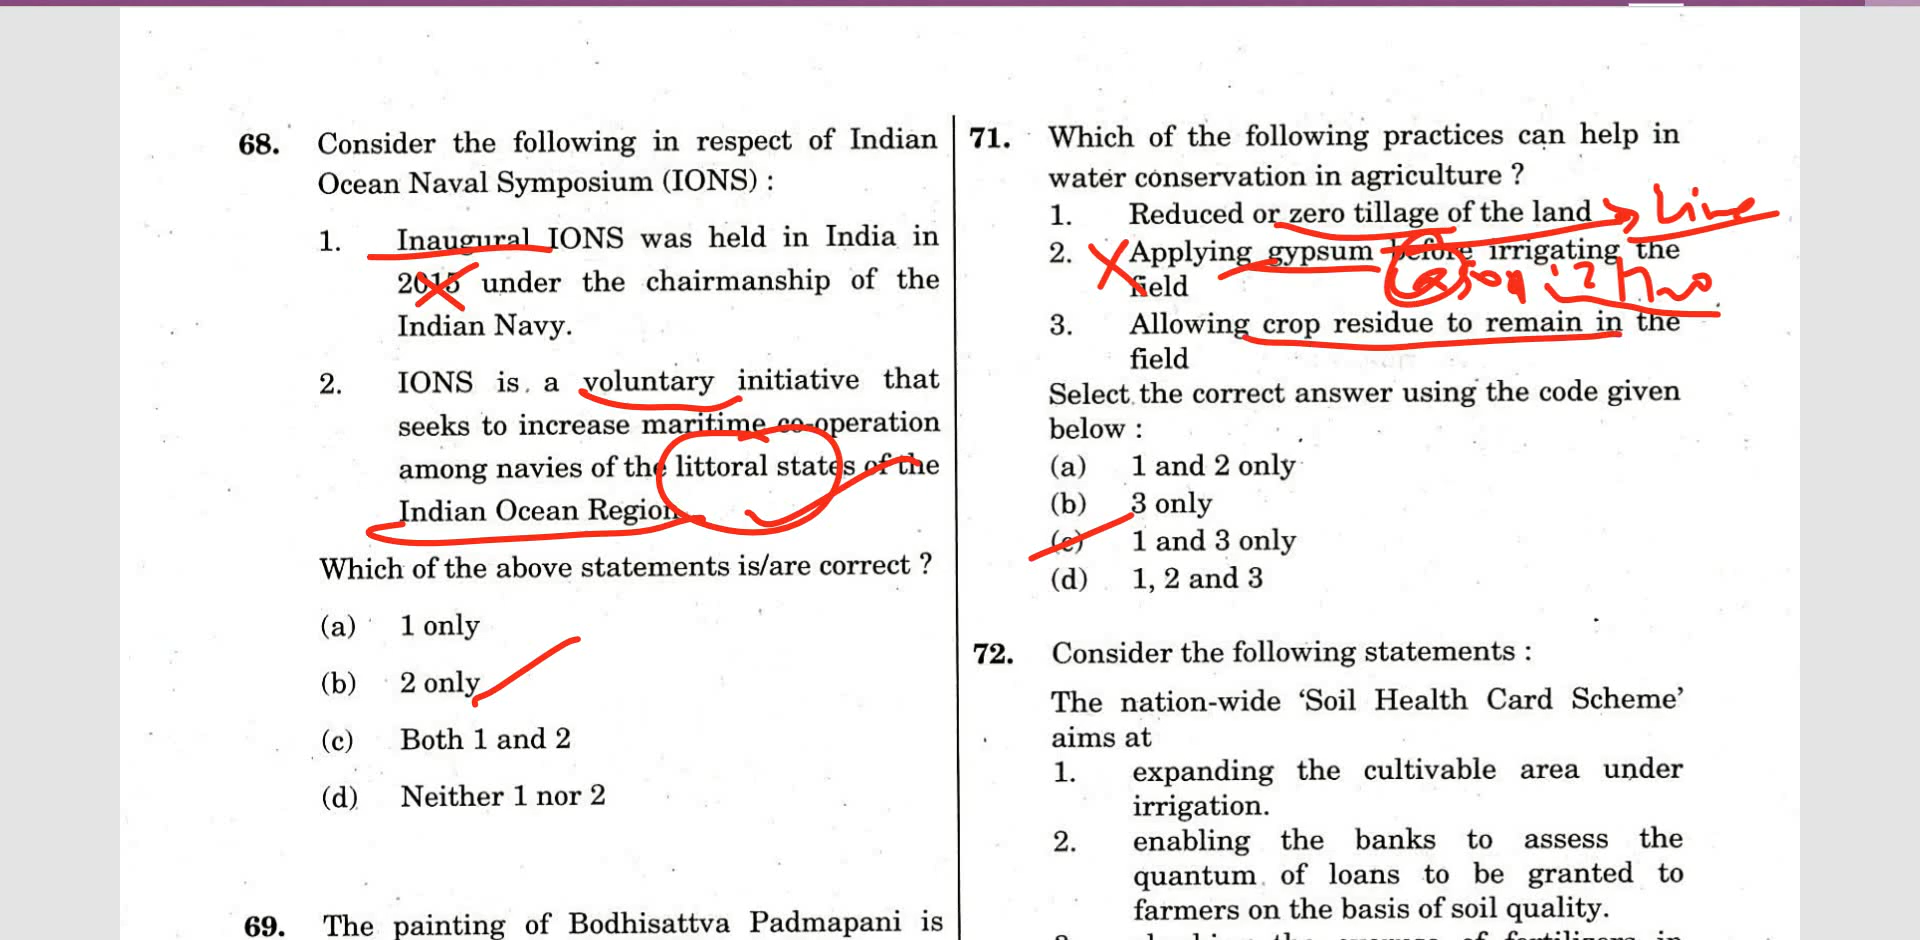 68. Consider the following in respect of Indian
Ocean Naval Symposium (IONS) :
1. Inaugural IONS was held in India in
2015 under the chairmanship of the
Indian Navy.
2. IONS is a voluntary initiative that
seeks to increase maritime co-operation
among navies of the littoral states of the
Indian Ocean Region.
Which of the above statements is/are correct ?
(a) 1 only
(b) 2 only
(c) Both 1 and 2
(d) Neither 1 nor 2
69. The painting of Bodhisattva Padmapani is
71. Which of the following practices can help in
water conservation in agriculture ?
1. Reduced or zero tillage of the land
2. Applying gypsum before irrigating the
field
3. Allowing crop residue to remain in the
field
Select the correct answer using the code given
below :
(a) 1 and 2 only
(b) 3 only
(c) 1 and 3 only
(d) 1, 2 and 3
72. Consider the following statements :
The nation-wide ‘Soil Health Card Scheme’
aims at
1. expanding the cultivable area under
irrigation.
2. enabling the banks to assess the
quantum of loans to be granted to
farmers on the basis of soil quality.